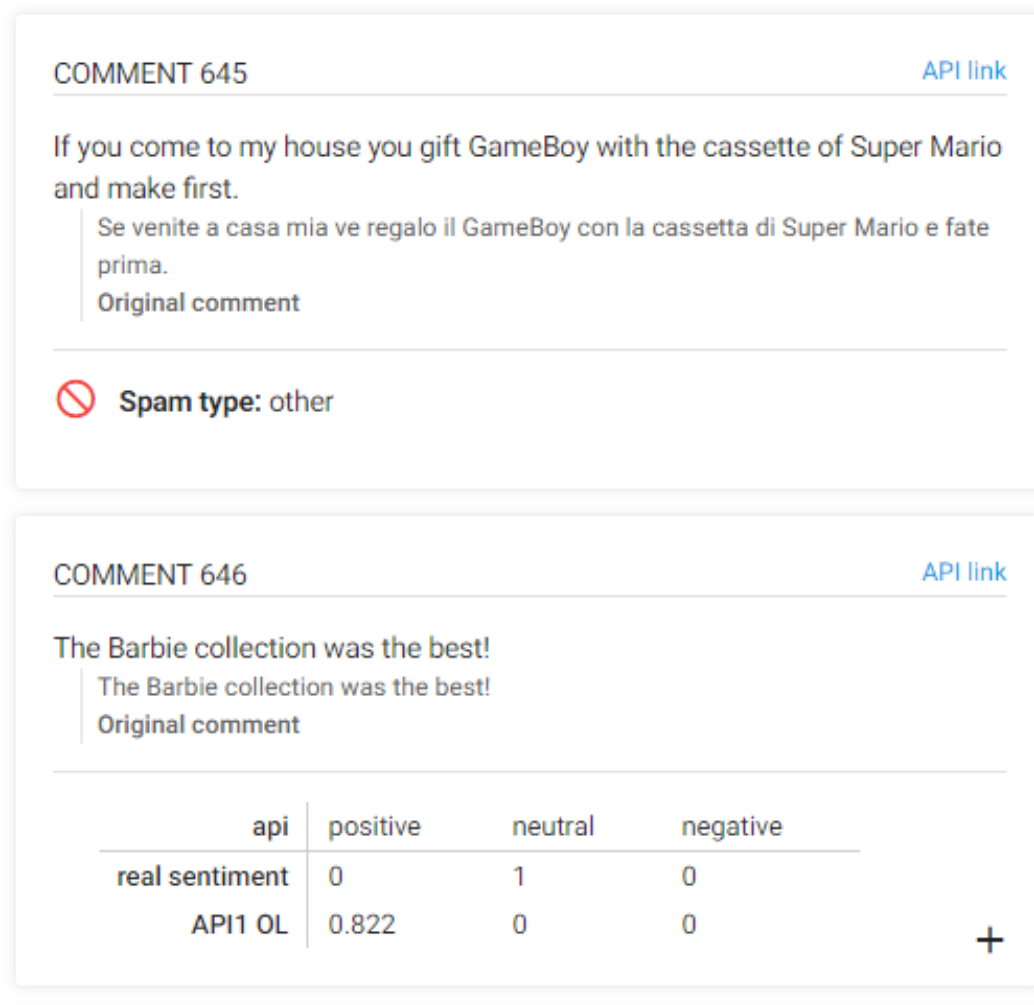 COMMENT 645 API link
If you come to my house you gift GameBoy with the cassette of Super Mario
and make first.
Se venite a casa mia ve regalo il GameBoy con la cassetta di Super Mario e fate
prima.
Original comment
Spam type: other
COMMENT 646 API link
The Barbie collection was the best!
The Barbie collection was the best!
Original comment
api positive neutral negative
real sentiment 0 1 0
API1 OL 0.822 0 0
+